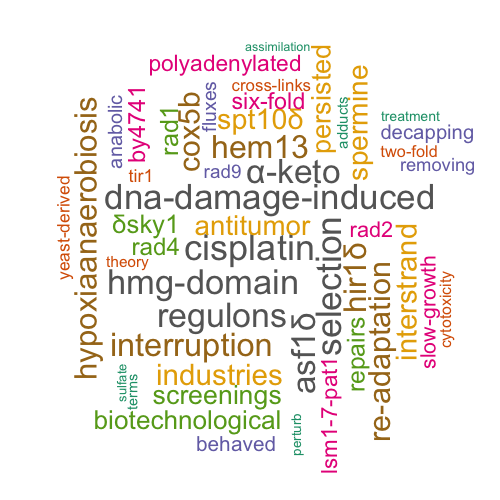 assimilation
polyadenylated
persisted
cross-links
anabolic
by4741
rad1
cox5b
fluxes
six-fold
spt10δ
adducts
spermine
treatment
decapping
hem13
two-fold
removing
hypoxiaanaerobiosis
tir1
rad9
α-keto
yeast-derived
dna-damage-induced
δsky1
antitumor
rad2
rad4
cisplatin
selection
hir1δ
interstrand
theory
hmg-domain
re-adaptation
slow-growth
cytotoxicity
regulons
asf1δ
repairs
interruption
lsm1-7-pat1
sulfate
terms
industries
screenings
biotechnological
perturb
behaved